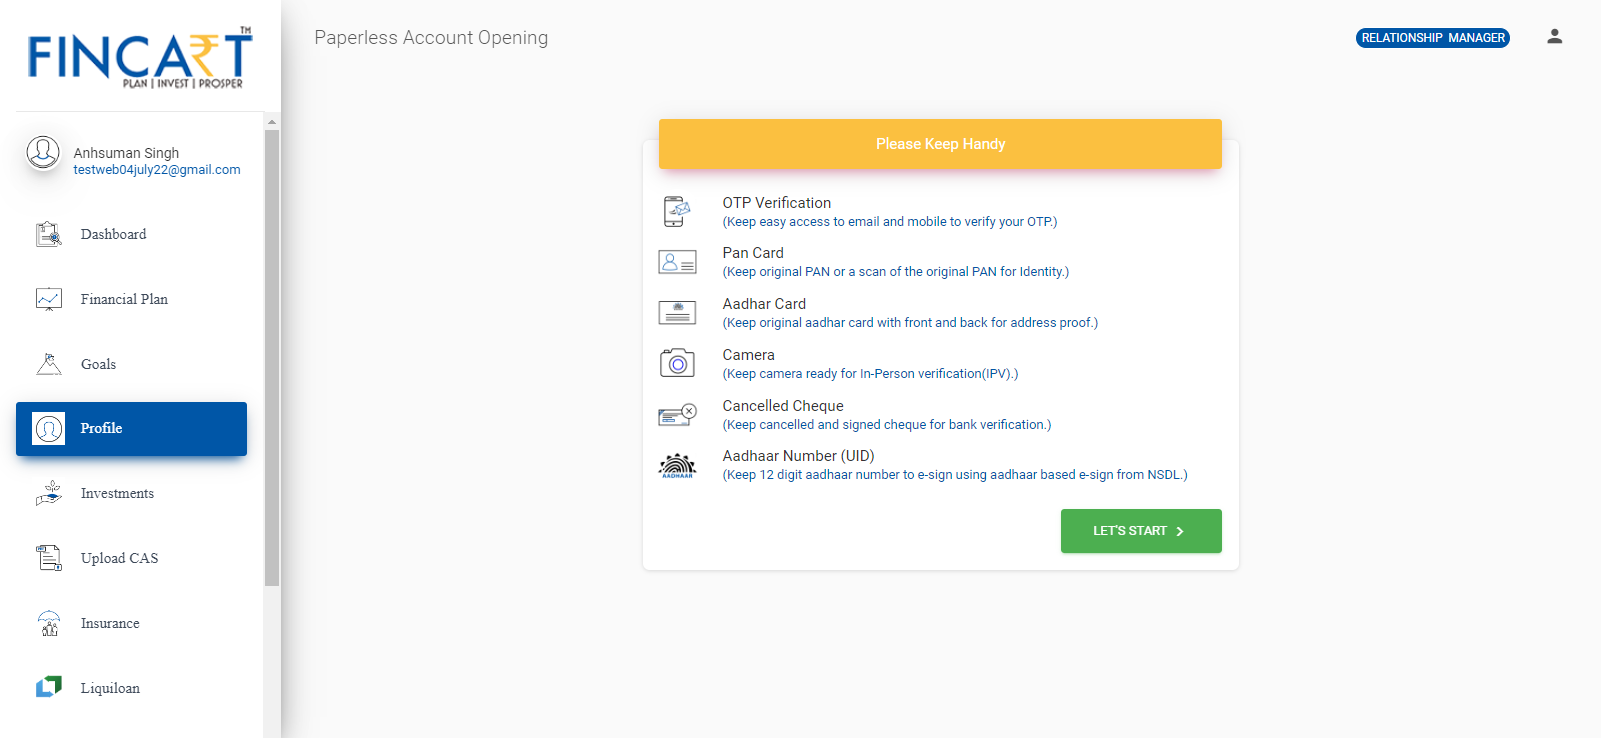 FINCART™
PLAN | INVEST | PROSPER
Paperless Account Opening
RELATIONSHIP MANAGER
Anhsuman Singh
testweb04july22@gmail.com
Dashboard
Financial Plan
Goals
Profile
Investments
Upload CAS
Insurance
Liquiloan
Please Keep Handy
OTP Verification
(Keep easy access to email and mobile to verify your OTP.)
Pan Card
(Keep original PAN or a scan of the original PAN for Identity.)
Aadhar Card
(Keep original aadhar card with front and back for address proof.)
Camera
(Keep camera ready for In-Person verification(IPV).)
Cancelled Cheque
(Keep cancelled and signed cheque for bank verification.)
AADHAAR
Aadhaar Number (UID)
(Keep 12 digit aadhaar number to e-sign using aadhaar based e-sign from NSDL.)
LET'S START